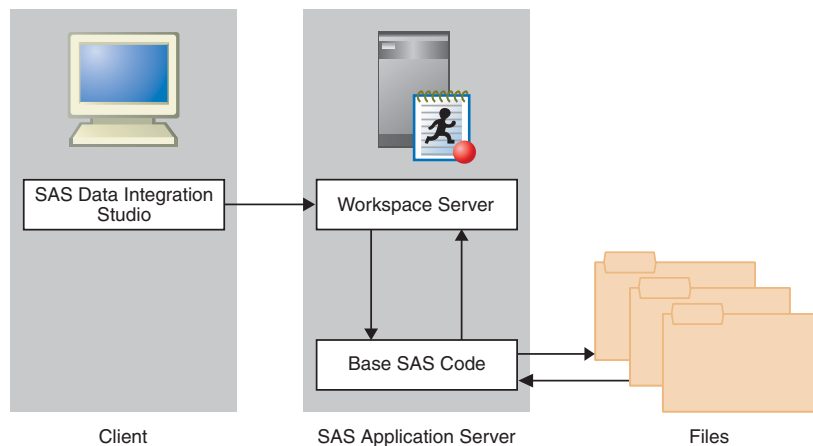 SAS Data Integration
Studio
Workspace Server
Base SAS Code
Client
SAS Application Server
Files